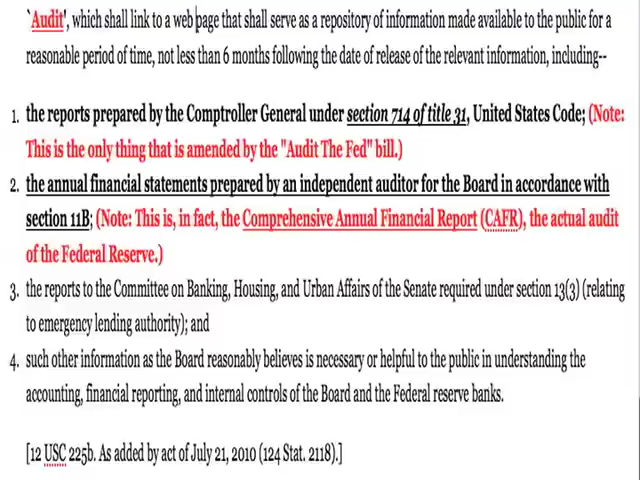 `Audit', which shall link to a web page that shall serve as a repository of information made available to the public for a
reasonable period of time, not less than 6 months following the date of release of the relevant information, including--
1. the reports prepared by the Comptroller General under section 714 of title 31, United States Code; (Note:
This is the only thing that is amended by the "Audit The Fed" bill.)
2. the annual financial statements prepared by an independent auditor for the Board in accordance with
section 11B; (Note: This is, in fact, the Comprehensive Annual Financial Report (CAFR), the actual audit
of the Federal Reserve.)
3. the reports to the Committee on Banking, Housing, and Urban Affairs of the Senate required under section 13(3) (relating
to emergency lending authority); and
4. such other information as the Board reasonably believes is necessary or helpful to the public in understanding the
accounting, financial reporting, and internal controls of the Board and the Federal reserve banks.
[12 USC 225b. As added by act of July 21, 2010 (124 Stat. 2118).]